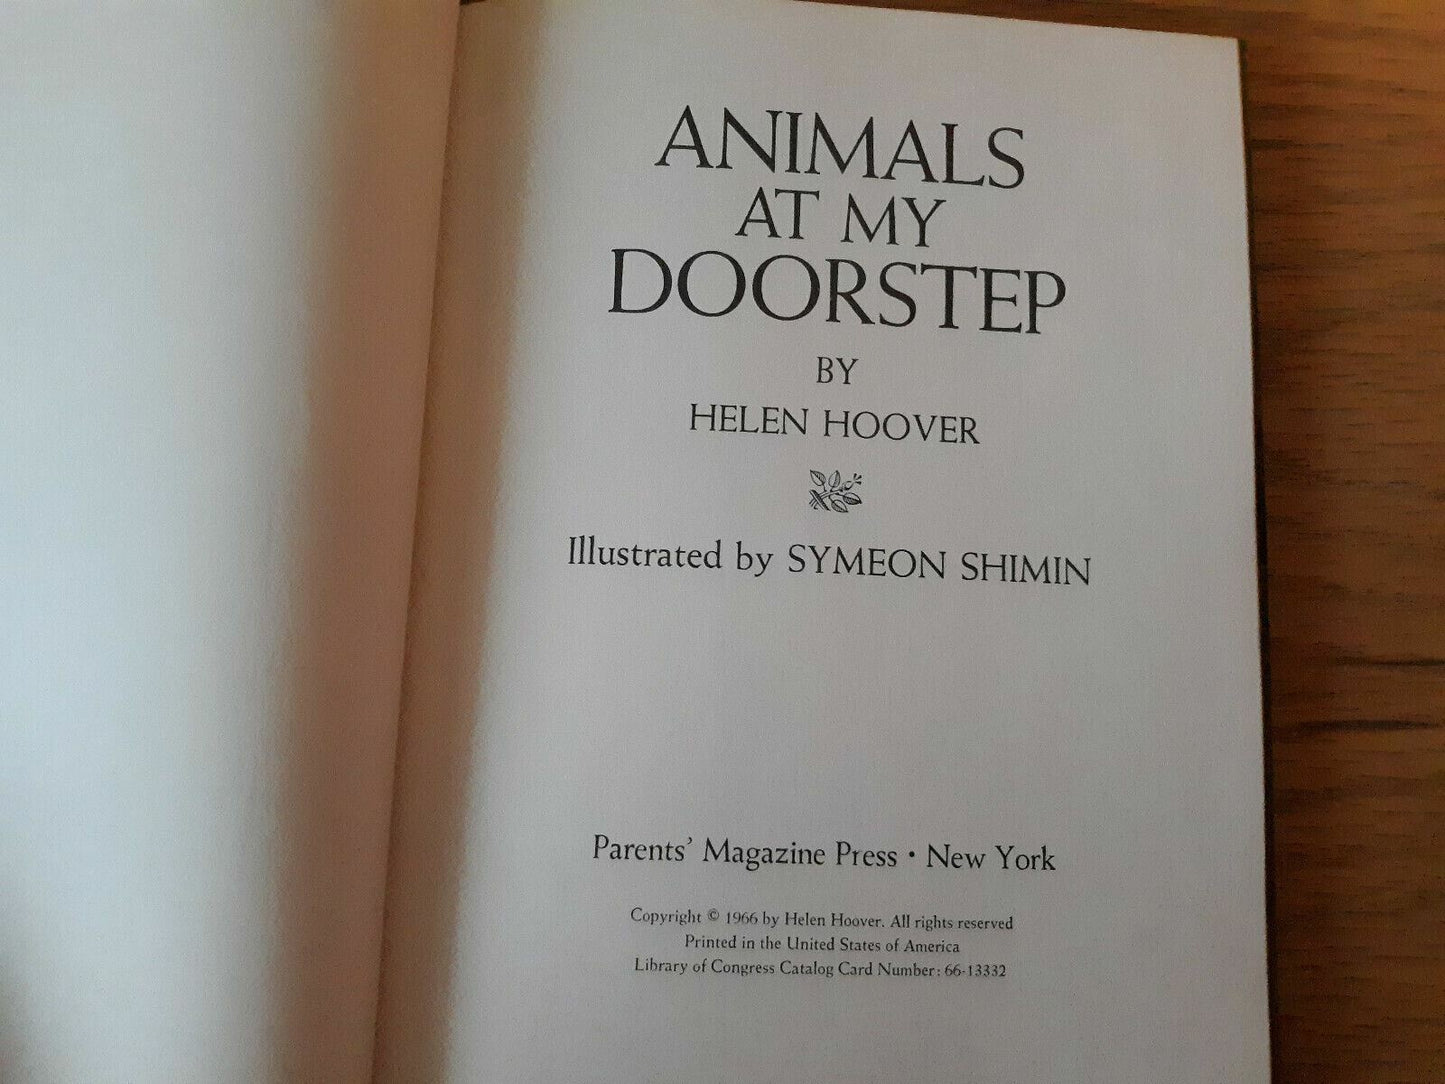 ANIMALS
AT MY
DOORSTEP
BY
HELEN HOOVER
Illustrated by SYMEON SHIMIN
Parents’ Magazine Press • New York
Copyright © 1966 by Helen Hoover. All rights reserved
Printed in the United States of America
Library of Congress Catalog Card Number: 66-13332